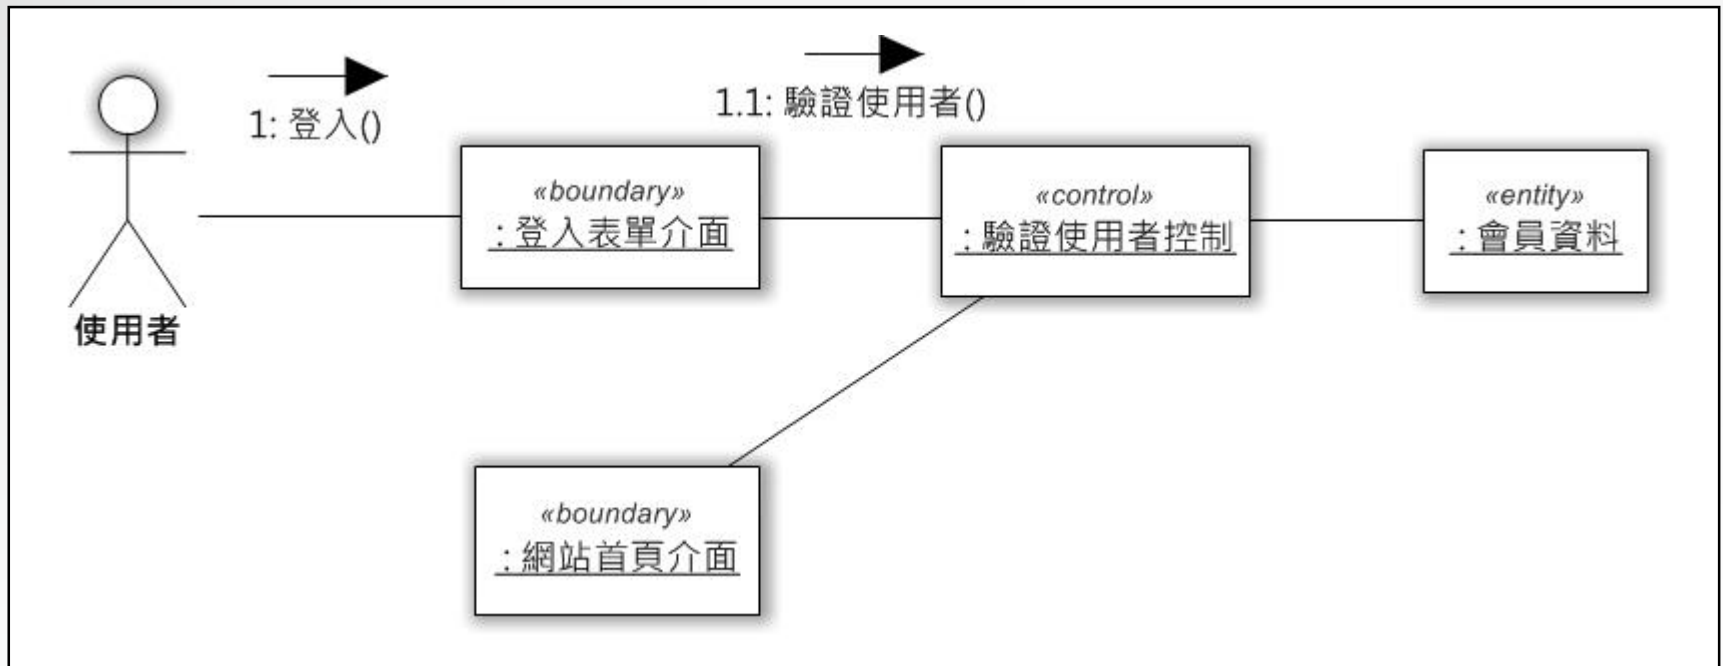 1: 登入()
1.1: 驗證使用者()
使用者
«boundary»
: 登入表單介面
«control»
: 驗證使用者控制
«entity»
: 會員資料
«boundary»
: 網站首頁介面